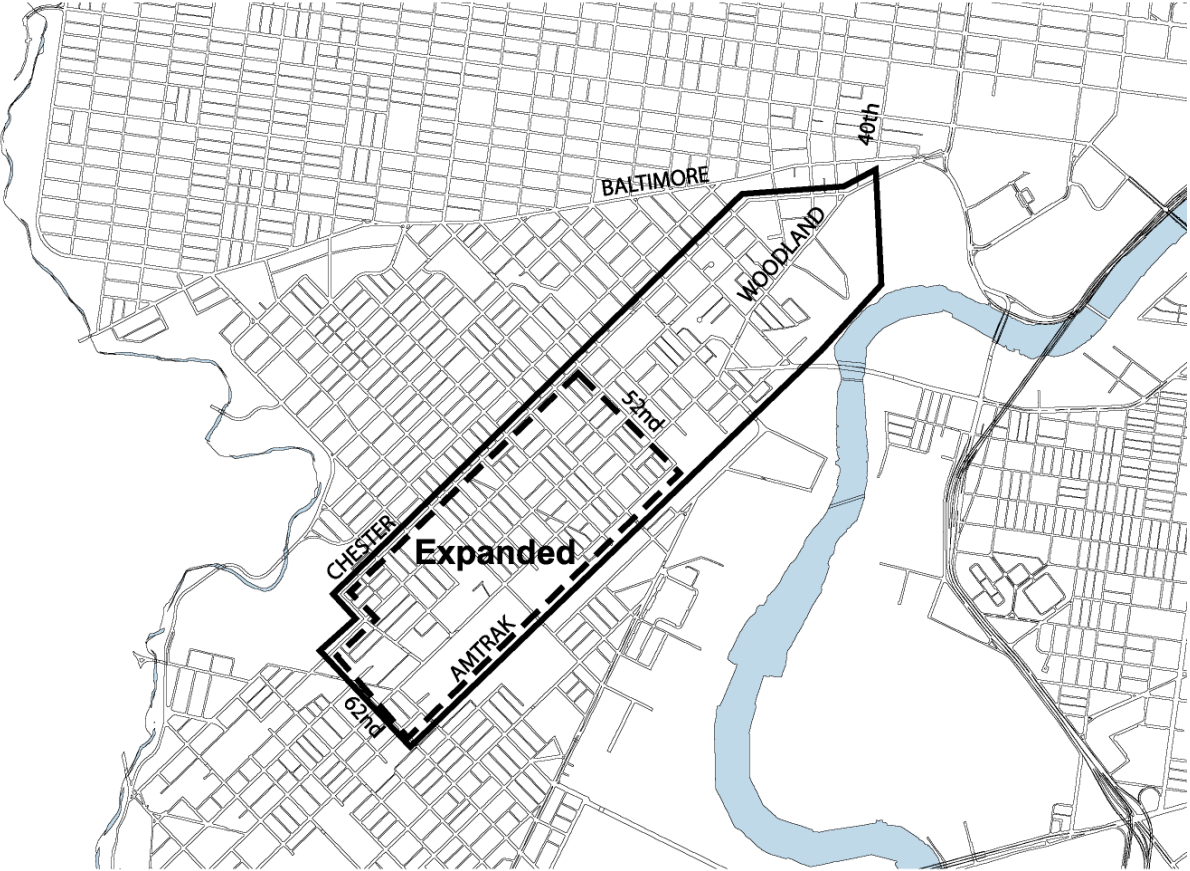 40th
BALTIMORE
WOODLAND
52nd
CHESTER
Expanded
AMTRAK
62nd